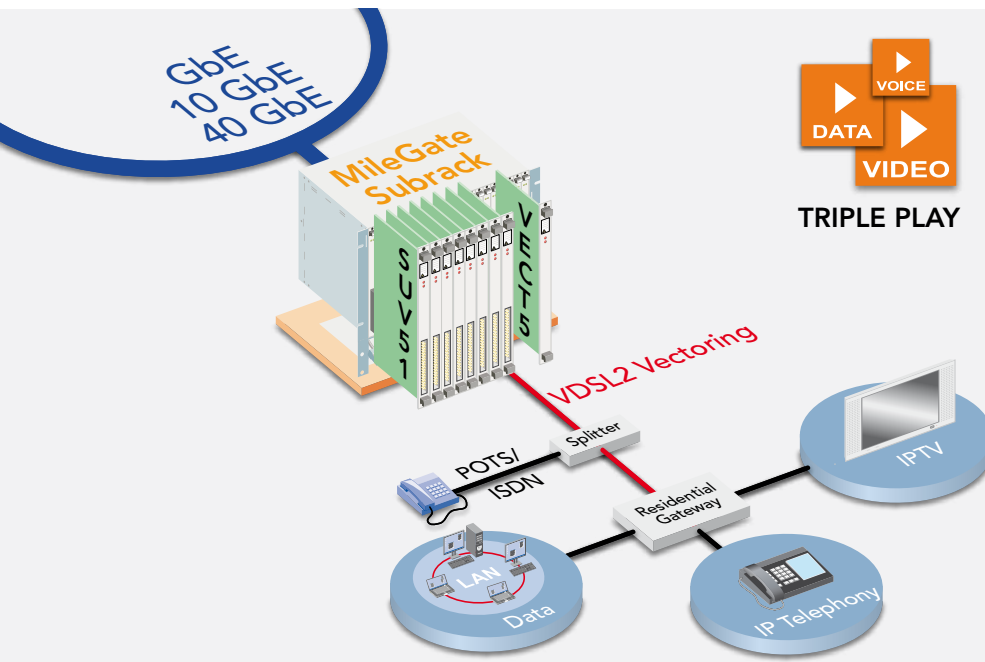 GbE
10 GbE
40 GbE
MileGate
Subrack
SUV51
VECT5
VOICE
DATA
VIDEO
TRIPLE PLAY
VDSL2 Vectoring
Splitter
POTS/
ISDN
Residential
Gateway
IPTV
LAN
Data
IP Telephony